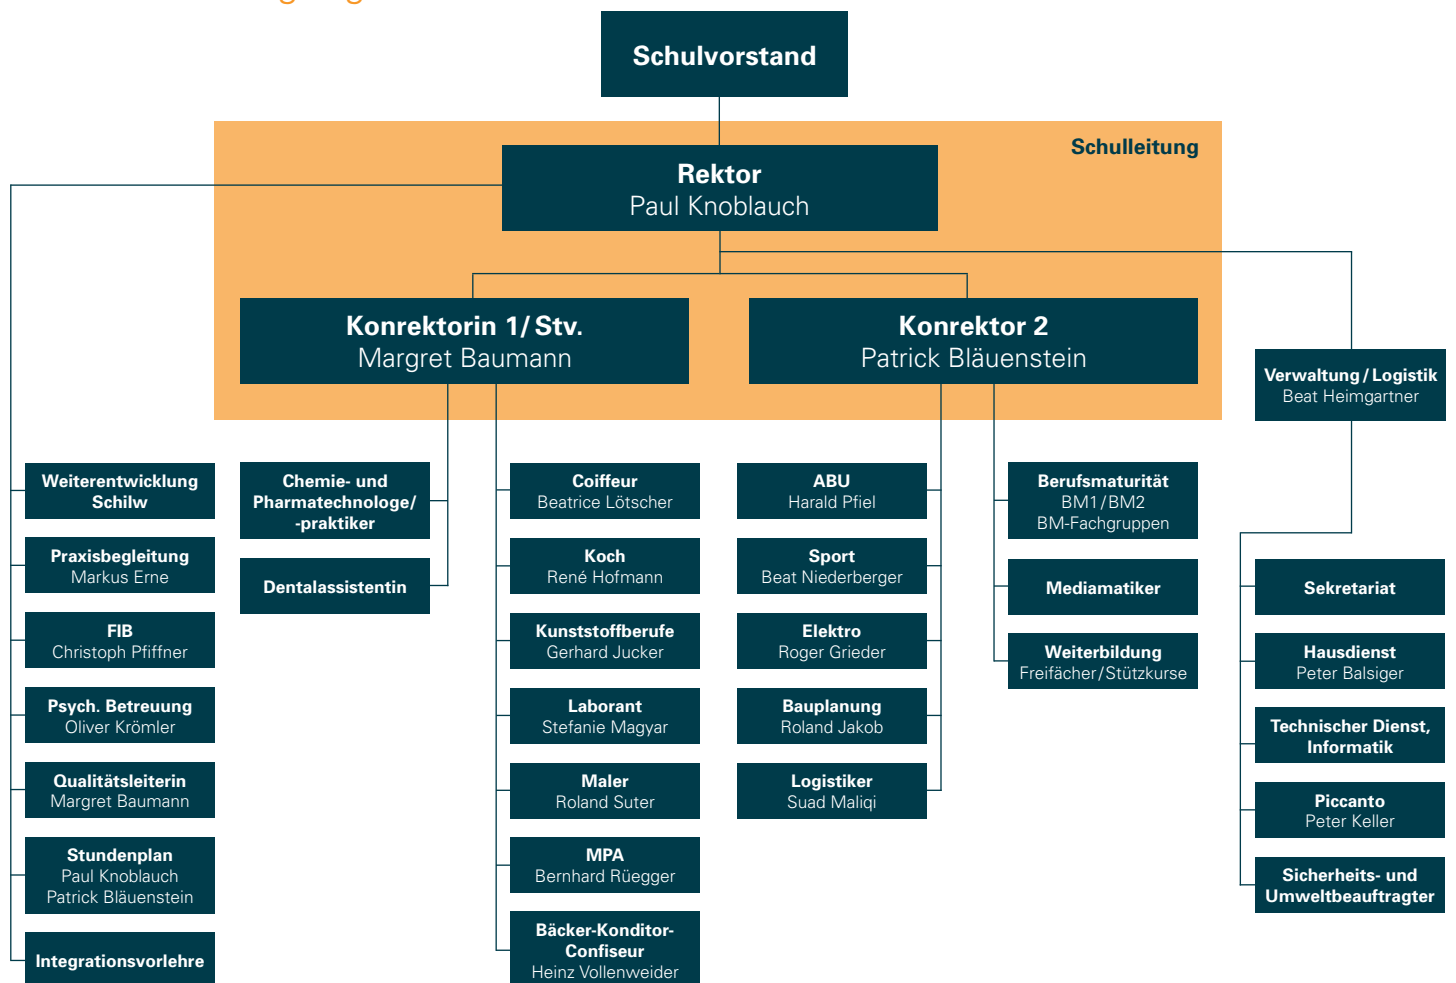 Schulvorstand
Schulleitung
Rektor
Paul Knoblauch
Konrektorin 1/ Stv.
Margret Baumann
Konrektor 2
Patrick Bläuenstein
Verwaltung / Logistik
Beat Heimgartner
Weiterentwicklung
Schilw
Praxisbegleitung
Markus Erne
FIB
Christoph Pfiffner
Psych. Betreuung
Oliver Krömler
Qualitätsleiterin
Margret Baumann
Stundenplan
Paul Knoblauch
Patrick Bläuenstein
Integrationsvorlehre
Chemie- und
Pharmatechnologe/
-praktiker
Dentalassistentin
Coiffeur
Beatrice Lötscher
Koch
René Hofmann
Kunststoffberufe
Gerhard Jucker
Laborant
Stefanie Magyar
Maler
Roland Suter
MPA
Bernhard Rüegger
Bäcker-Konditor-
Confiseur
Heinz Vollenweider
ABU
Harald Pfiel
Sport
Beat Niederberger
Elektro
Roger Grieder
Bauplanung
Roland Jakob
Logistiker
Suad Maliqi
Berufsmaturität
BM1 / BM2
BM-Fachgruppen
Mediamatiker
Weiterbildung
Freifächer / Stützkurse
Sekretariat
Hausdienst
Peter Balsiger
Technischer Dienst,
Informatik
Piccanto
Peter Keller
Sicherheits- und
Umweltbeauftragter